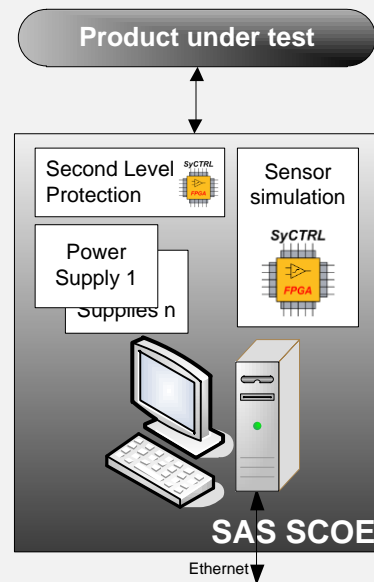 Product under test
Second Level
Protection
SyCTRL
FPGA
Sensor
simulation
SyCTRL
FPGA
Power
Supply 1
Supplies n
SAS SCOE
Ethernet